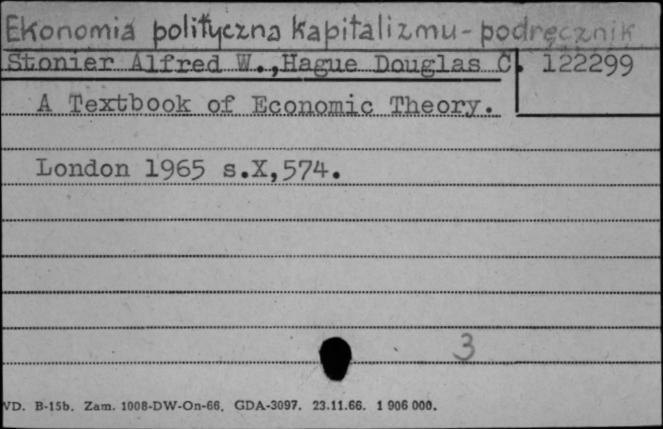 Ekonomia polityczna kapitalizmu - podręcznik
Stonier Alfred W.,Hague Douglas C. 122299
A Textbook of Economic Theory.
London 1965 s.X,574.
3
VD. B-15b. Zam. 1008-DW-On-66. GDA-3097. 23.11.66. 1 906 000.